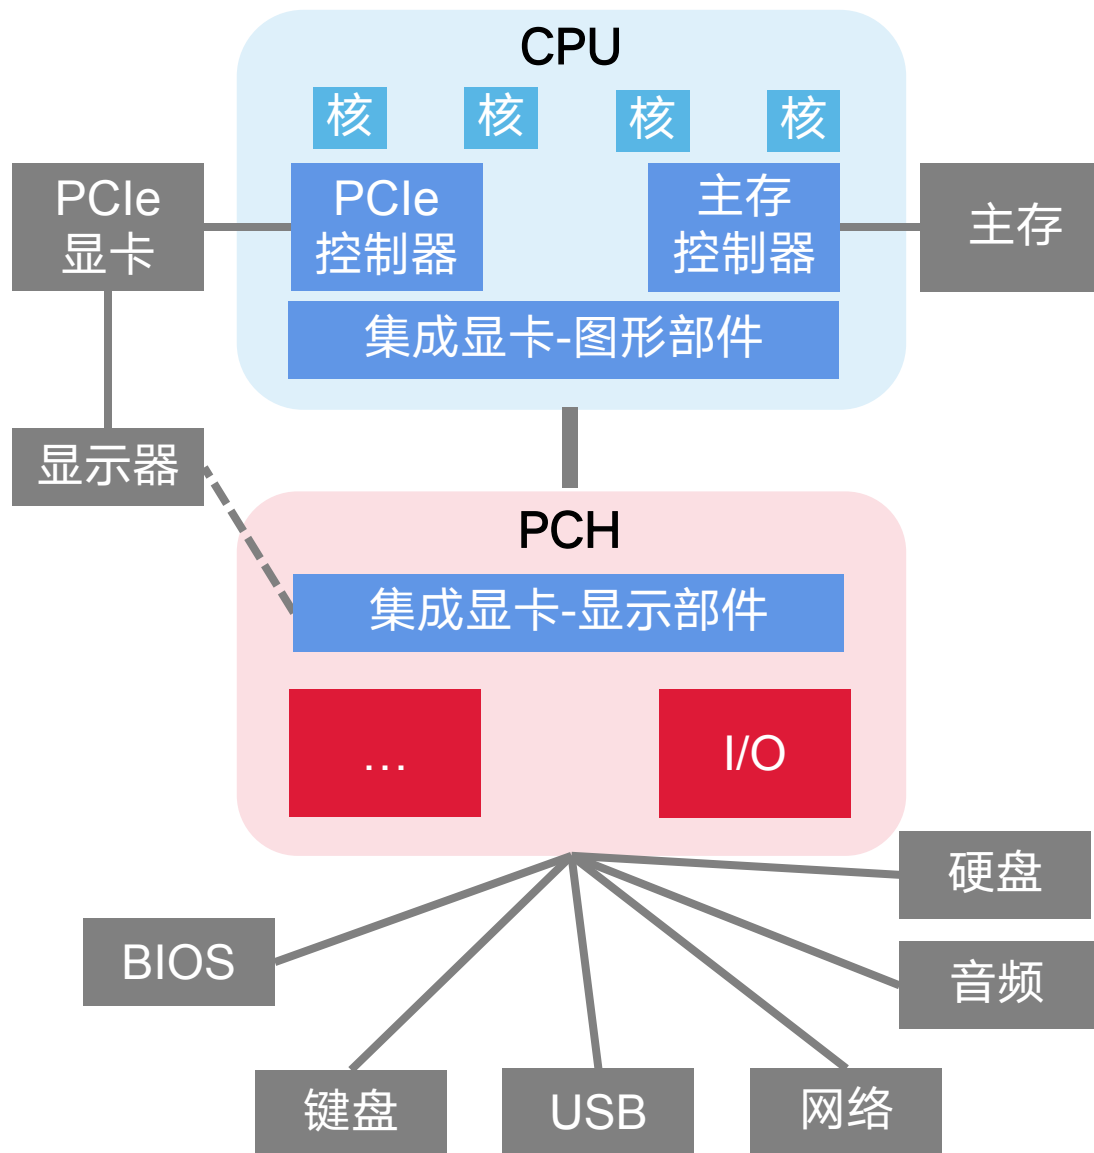 CPU
核
核
核
核
PCIe
显卡
PCIe
控制器
主存
控制器
主存
集成显卡-图形部件
显示器
PCH
集成显卡-显示部件
…
I/O
硬盘
BIOS
音频
键盘
USB
网络